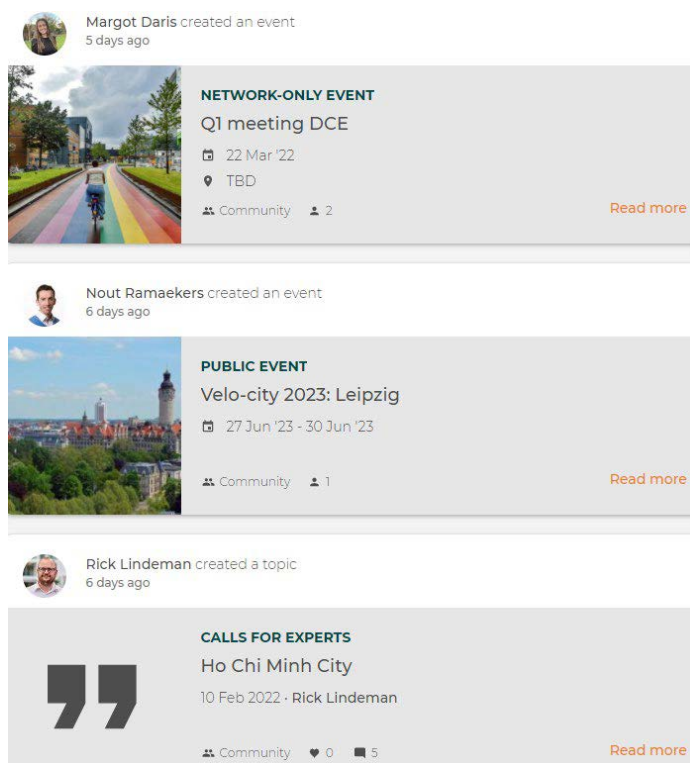 Margot Daris created an event
5 days ago
NETWORK-ONLY EVENT
Q1 meeting DCE
22 Mar '22
TBD
Community 2
Read more
Nout Ramaekers created an event
6 days ago
PUBLIC EVENT
Velo-city 2023: Leipzig
27 Jun '23 - 30 Jun '23
Community 1
Read more
Rick Lindeman created a topic
6 days ago
CALLS FOR EXPERTS
Ho Chi Minh City
10 Feb 2022 · Rick Lindeman
Community 0 5
Read more